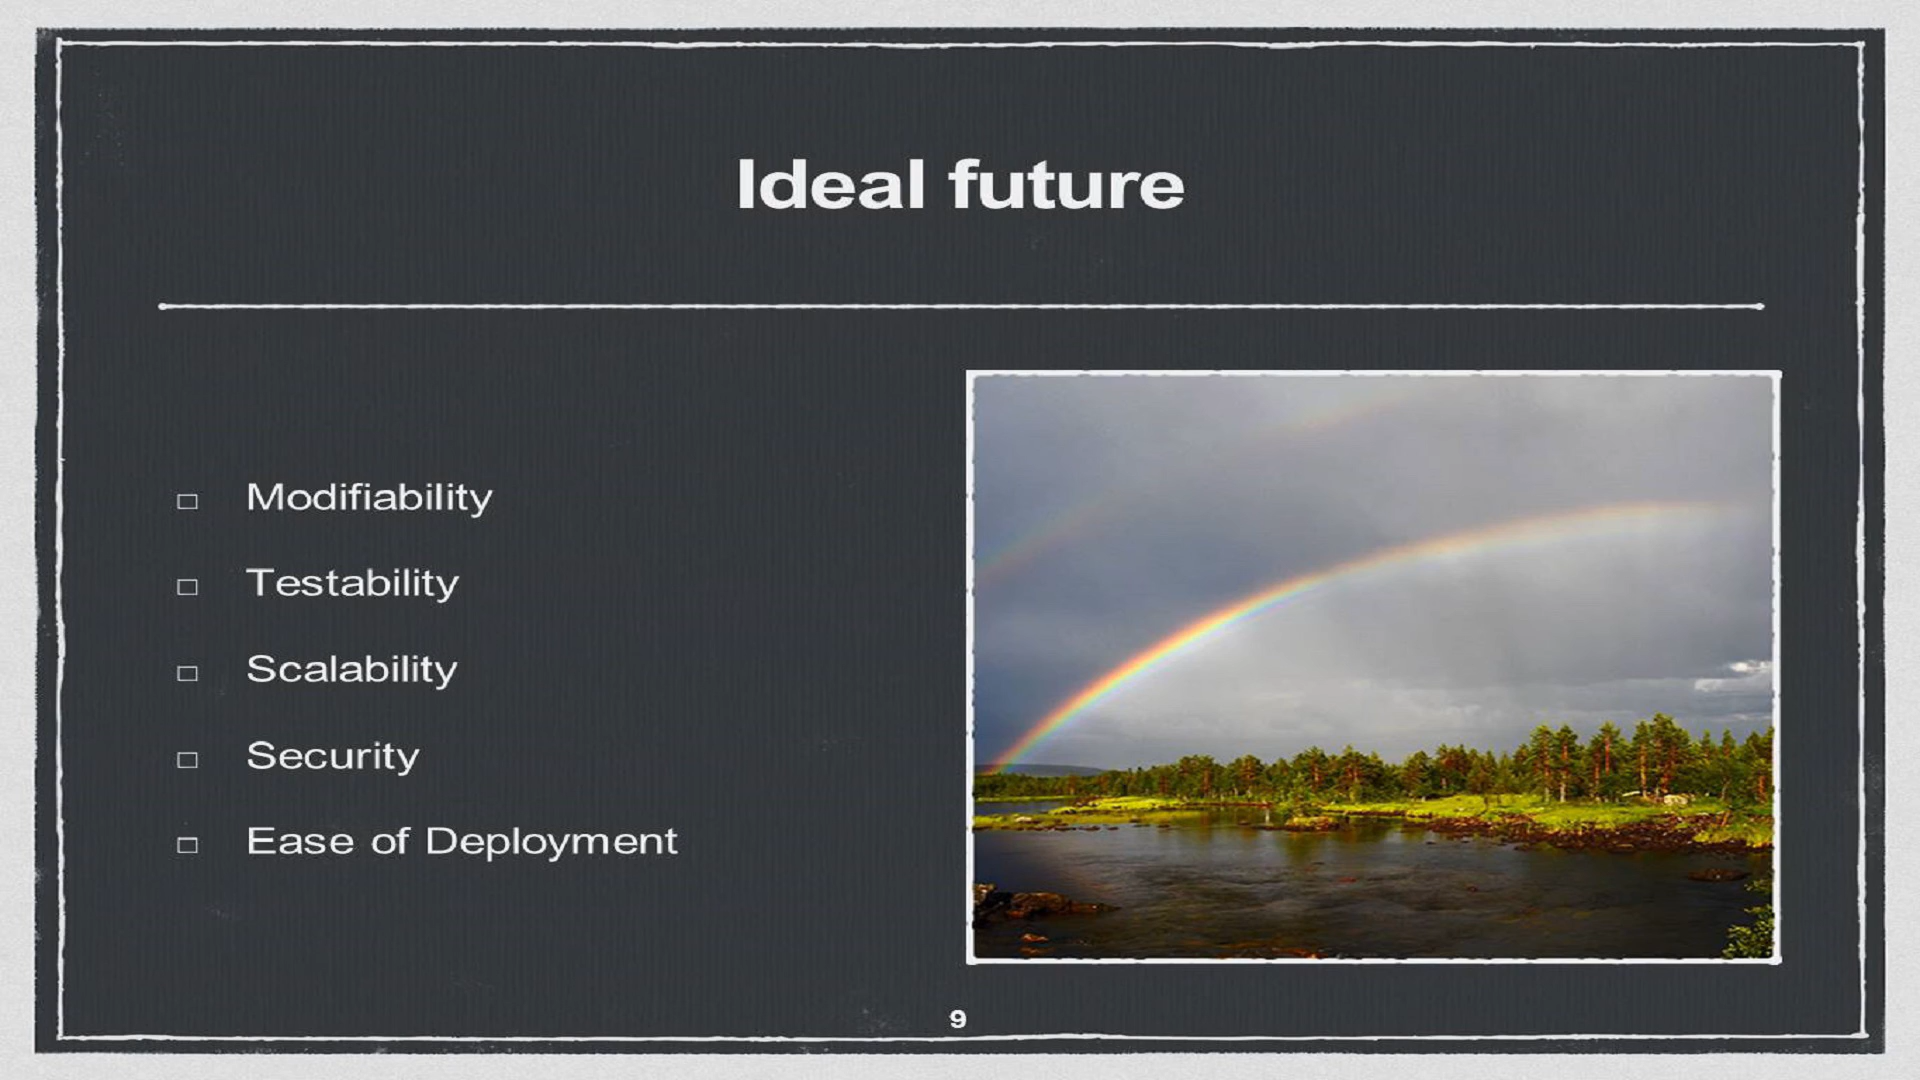 Ideal future
Modifiability
Testability
Scalability
Security
Ease of Deployment
9